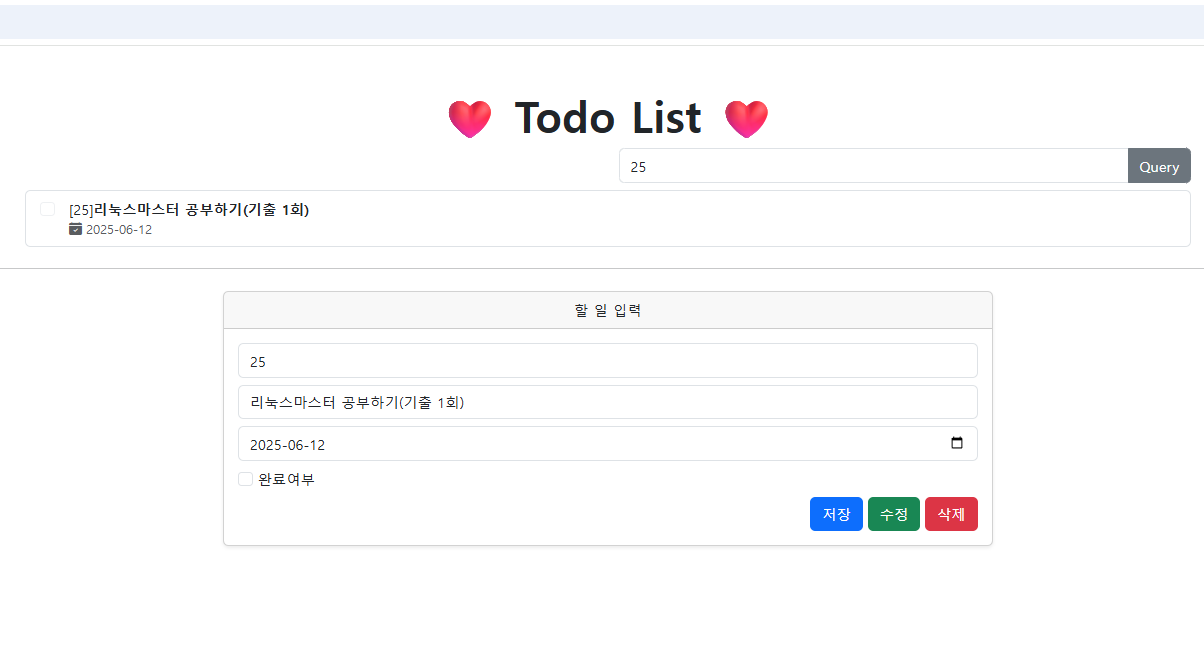 Todo List
25
Query
[25]리눅스마스터 공부하기(기출 1회)
2025-06-12
할 일 입력
25
리눅스마스터 공부하기(기출 1회)
2025-06-12
완료여부
저장 수정 삭제